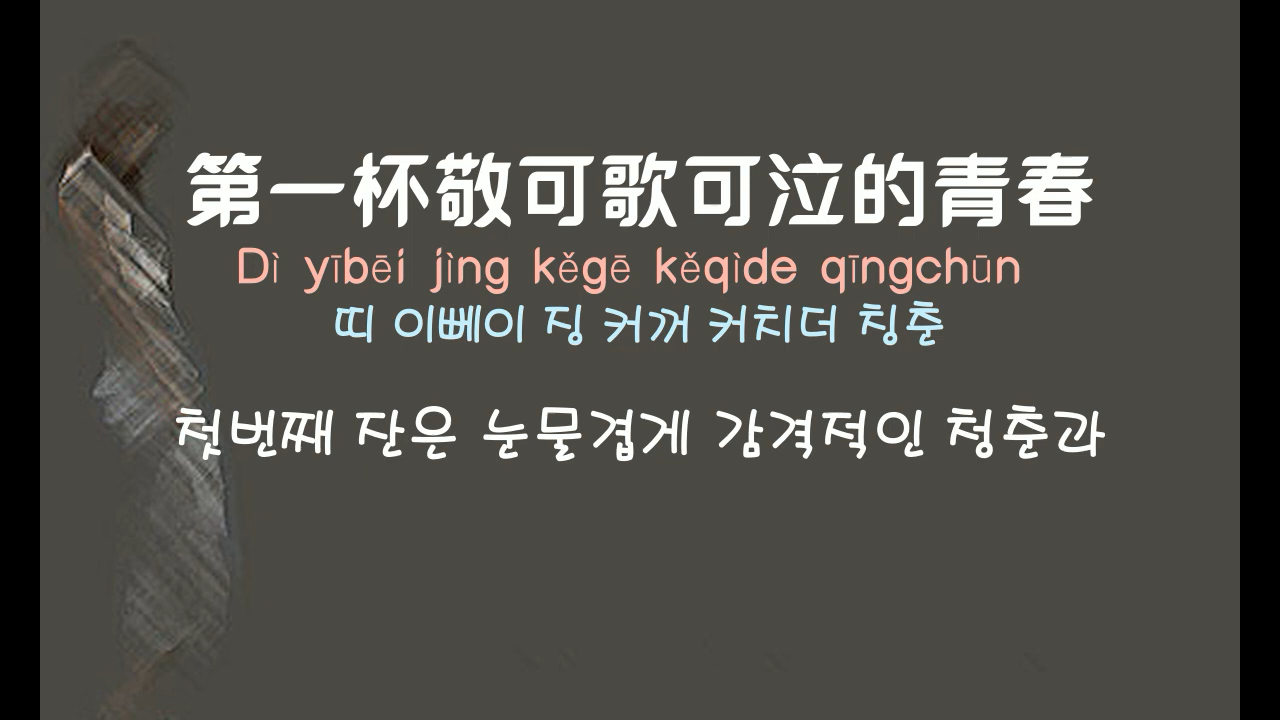 第一杯敬可歌可泣的青春
Dì yībēi jìng kěgē kěqìde qīngchūn
띠 이뻬이 징 커꺼 커치더 칭춘
첫번째 잔은 눈물겹게 감격적인 청춘과